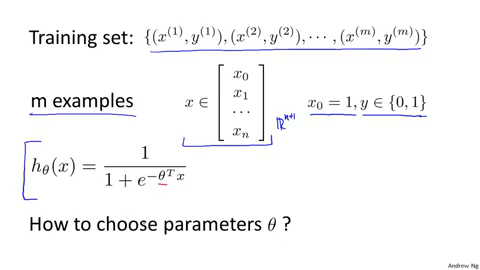 Training set: {(x^(1), y^(1)), (x^(2), y^(2)), ⋯, (x^(m), y^(m))}
m examples x ∈ [x_0 x_1 ⋯ x_n] ℝ^{n+1} x_0 = 1, y ∈ {0, 1}
h_θ(x) = 1 / (1 + e^{−θ^T x})
How to choose parameters θ ?
Andrew Ng